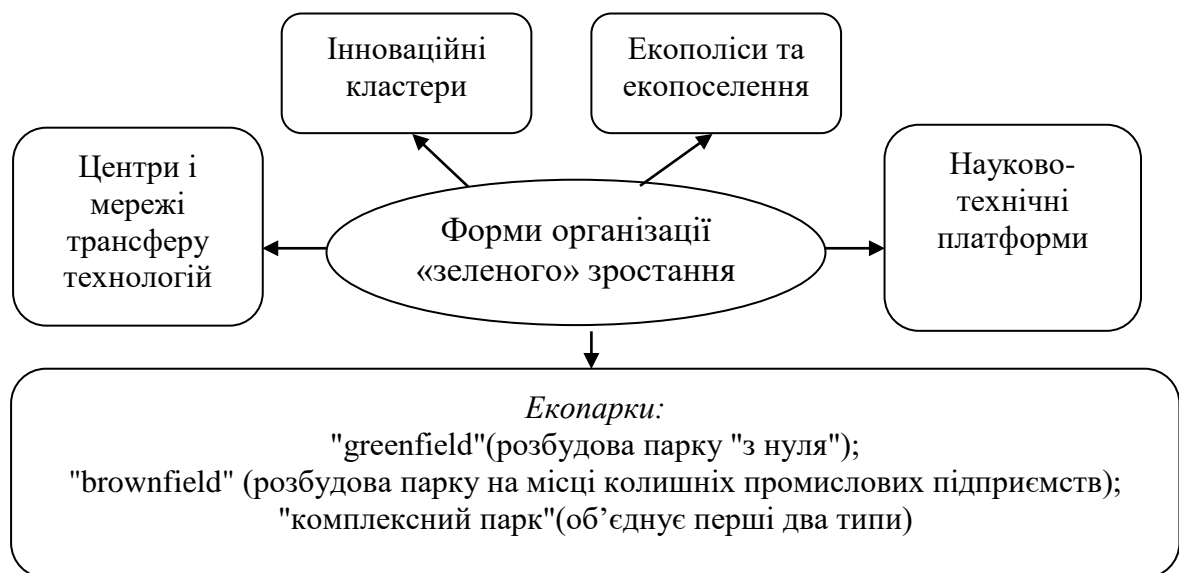 Інноваційні
кластери
Екополіси та
екопоселення
Центри і
мережі
трансферу
технологій
Форми організації
«зеленого» зростання
Науково-
технічні
платформи
Екопарки:
"greenfield"(розбудова парку "з нуля");
"brownfield" (розбудова парку на місці колишніх промислових підприємств);
"комплексний парк"(об’єднує перші два типи)